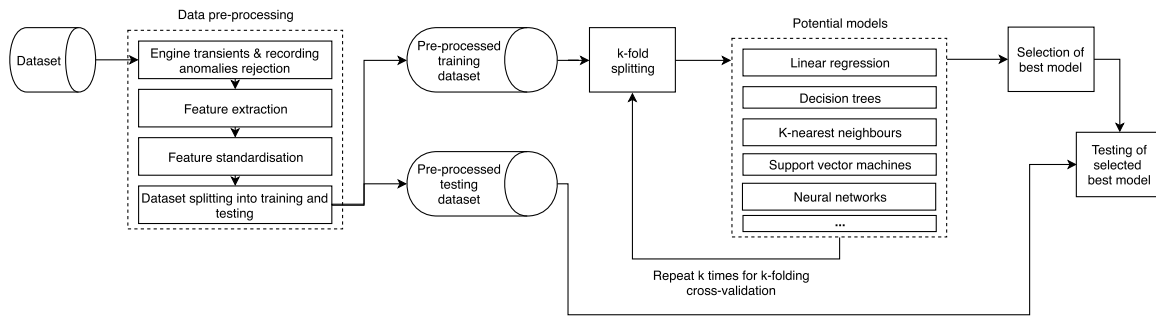 Data pre-processing
Dataset
Engine transients & recording
anomalies rejection
Feature extraction
Feature standardisation
Dataset splitting into training and
testing
Pre-processed
training
dataset
Pre-processed
testing
dataset
k-fold
splitting
Potential models
Linear regression
Decision trees
K-nearest neighbours
Support vector machines
Neural networks
...
Repeat k times for k-folding
cross-validation
Selection of
best model
Testing of
selected
best model